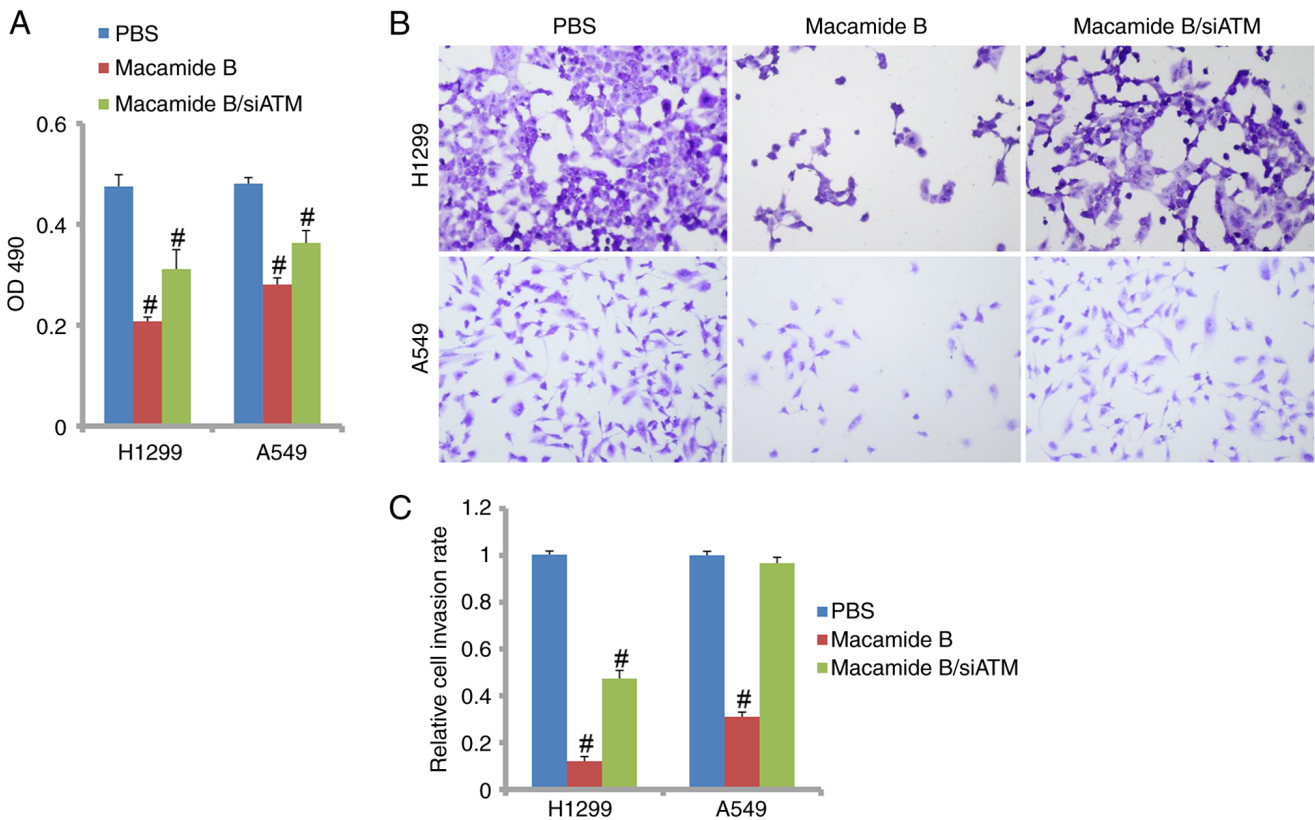 A
PBS
Macamide B
Macamide B/siATM
0.6
0.4
0.2
0
OD 490
#
#
#
#
H1299
A549
B
PBS
Macamide B
Macamide B/siATM
H1299
A549
C
1.2
1
0.8
0.6
0.4
0.2
0
Relative cell invasion rate
#
#
#
H1299
A549
PBS
Macamide B
Macamide B/siATM